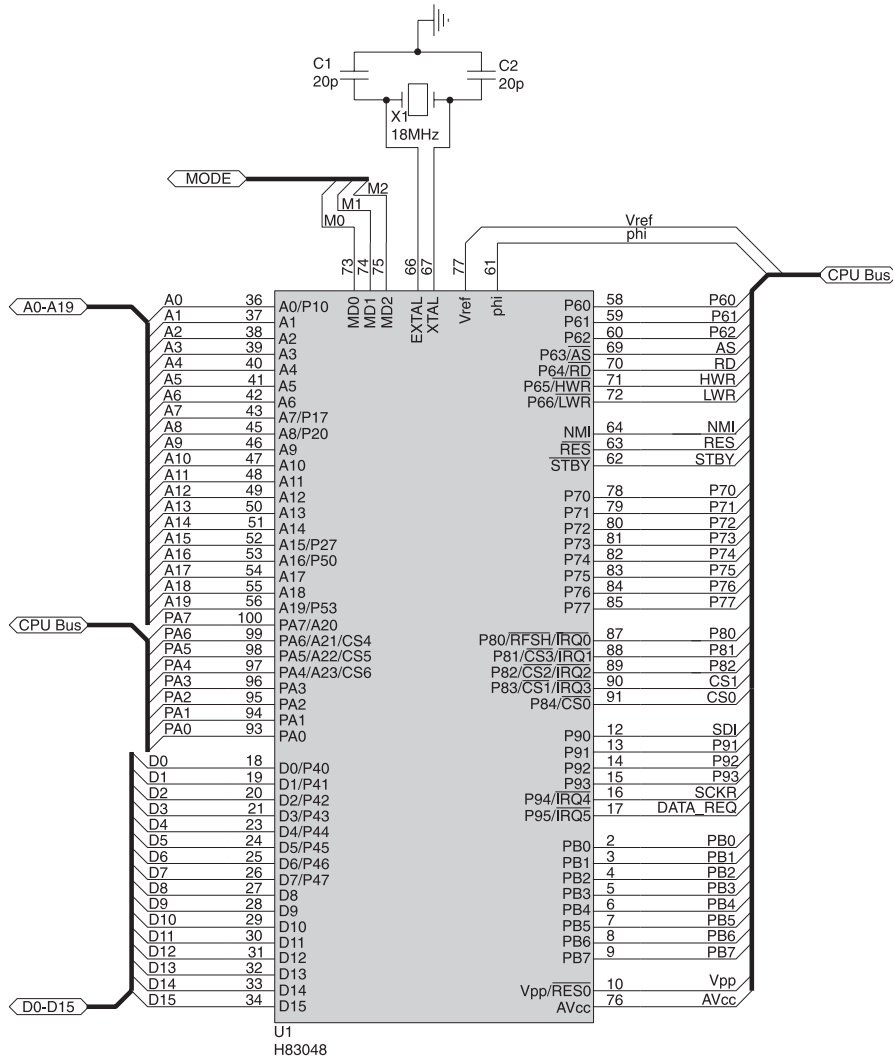 C1
20p
C2
20p
X1
18MHz
MODE
M2
M1
M0
Vref
phi
73
74
75
66
67
77
61
CPU Bus
MD0
MD1
MD2
EXTAL
XTAL
Vref
phi
A0-A19
A0 36 A0/P10
A1 37 A1
A2 38 A2
A3 39 A3
A4 40 A4
A5 41 A5
A6 42 A6
A7 43 A7/P17
A8 45 A8/P20
A9 46 A9
A10 47 A10
A11 48 A11
A12 49 A12
A13 50 A13
A14 51 A14
A15 52 A15/P27
A16 53 A16/P50
A17 54 A17
A18 55 A18
A19 56 A19/P53
CPU Bus
PA7 100 PA7/A20
PA6 99 PA6/A21/CS4
PA5 98 PA5/A22/CS5
PA4 97 PA4/A23/CS6
PA3 96 PA3
PA2 95 PA2
PA1 94 PA1
PA0 93 PA0
D0 18 D0/P40
D1 19 D1/P41
D2 20 D2/P42
D3 21 D3/P43
D4 23 D4/P44
D5 24 D5/P45
D6 25 D6/P46
D7 26 D7/P47
D8 27 D8
D9 28 D9
D10 29 D10
D11 30 D11
D12 31 D12
D13 32 D13
D14 33 D14
D15 34 D15
D0-D15
P60 58 P60
P61 59 P61
P62 60 P62
P63/AS 69 AS
P64/RD 70 RD
P65/HWR 71 HWR
P66/LWR 72 LWR
NMI 64 NMI
RES 63 RES
STBY 62 STBY
P70 78 P70
P71 79 P71
P72 80 P72
P73 81 P73
P74 82 P74
P75 83 P75
P76 84 P76
P77 85 P77
P80/RFSH/IRQ0 87 P80
P81/CS3/IRQ1 88 P81
P82/CS2/IRQ2 89 P82
P83/CS1/IRQ3 90 CS1
P84/CS0 91 CS0
P90 12 SDI
P91 13 P91
P92 14 P92
P93 15 P93
P94/IRQ4 16 SCKR
P95/IRQ5 17 DATA_REQ
PB0 2 PB0
PB1 3 PB1
PB2 4 PB2
PB3 5 PB3
PB4 6 PB4
PB5 7 PB5
PB6 8 PB6
PB7 9 PB7
Vpp/RES0 10 Vpp
AVcc 76 AVcc
U1
H83048